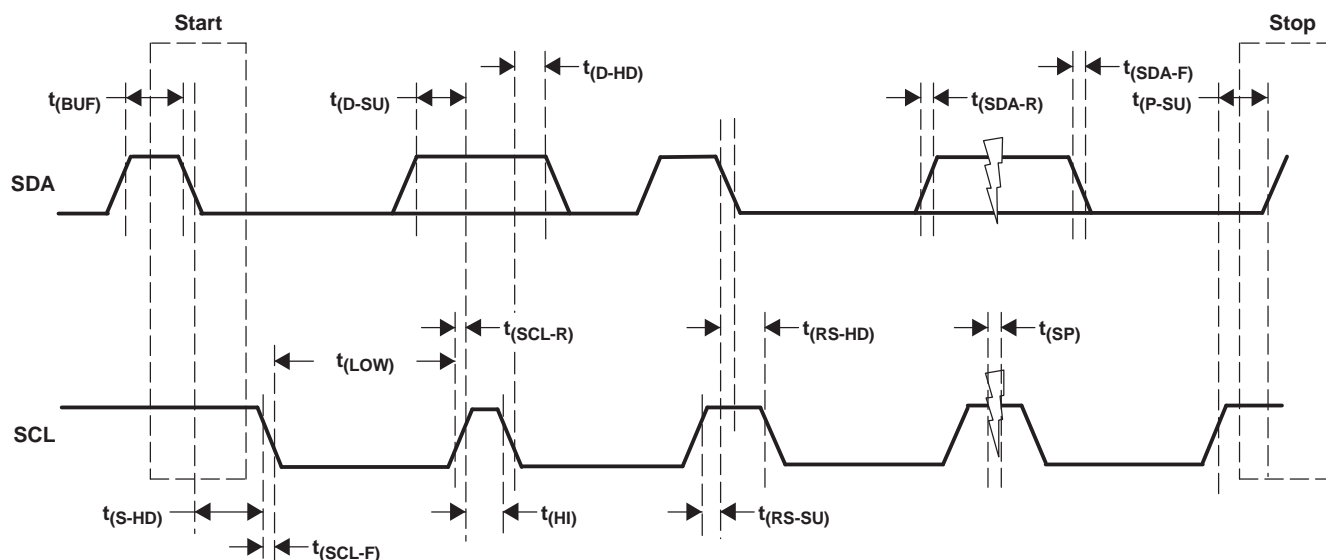 Start
Stop
t(D-HD)
t(SDA-F)
t(BUF)
t(D-SU)
t(SDA-R)
t(P-SU)
SDA
t(SCL-R)
t(RS-HD)
t(SP)
t(LOW)
SCL
t(S-HD)
t(HI)
t(RS-SU)
t(SCL-F)